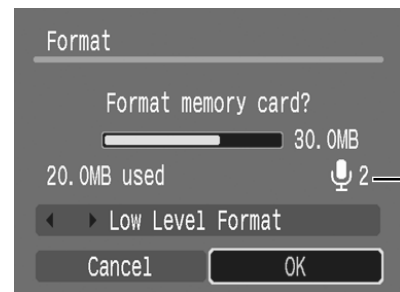 Format
Format memory card?
30.0MB
20.0MB used
2
Low Level Format
Cancel
OK